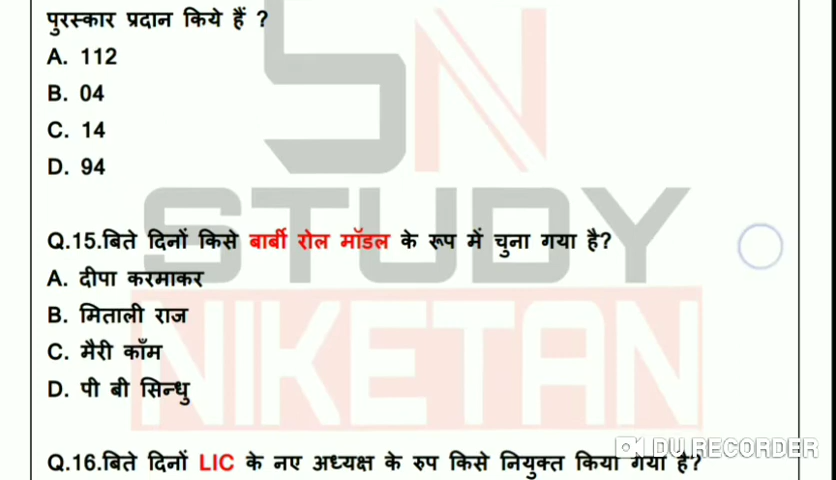 पुरस्कार प्रदान किये हैं ?
A. 112
B. 04
C. 14
D. 94
SN
STUDY
NIKETAN
Q.15.बिते दिनों किसे बार्बी रोल मॉडल के रूप में चुना गया है?
A. दीपा करमाकर
B. मिताली राज
C. मैरी कॉम
D. पी बी सिन्धु
DU RECORDER
Q.16.बिते दिनों LIC के नए अध्यक्ष के रुप किसे नियुक्त किया गया है?